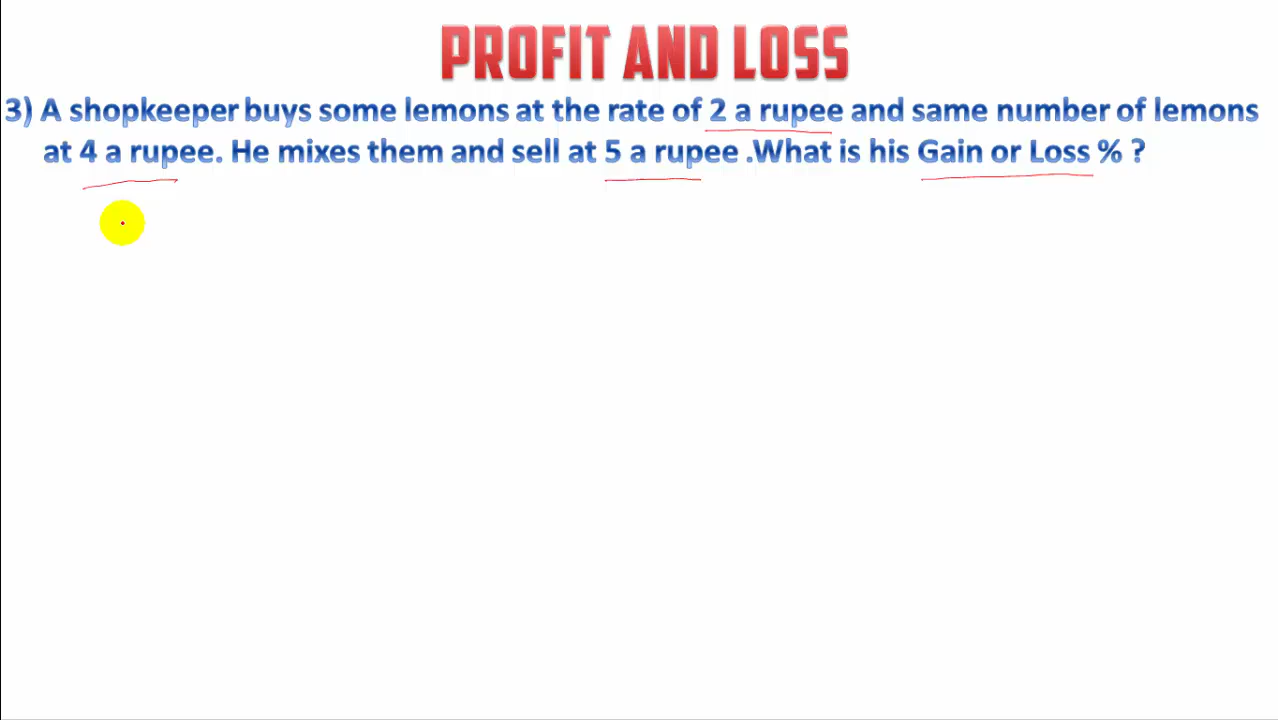 PROFIT AND LOSS
3) A shopkeeper buys some lemons at the rate of 2 a rupee and same number of lemons
at 4 a rupee. He mixes them and sell at 5 a rupee .What is his Gain or Loss % ?